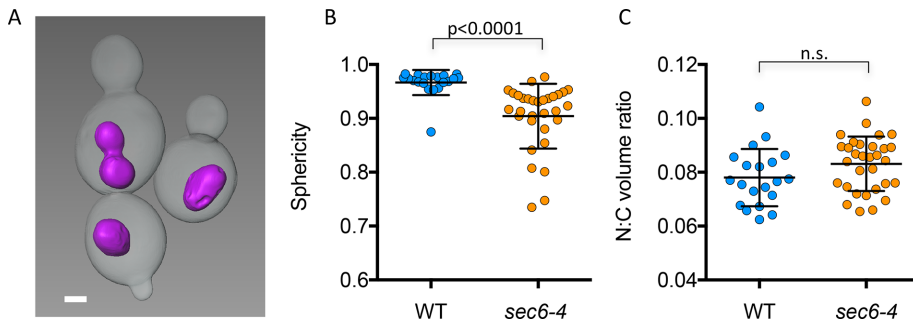 A
B
C
p<0.0001
n.s.
Sphericity
1.0
0.9
0.8
0.7
0.6
WT
sec6-4
N:C volume ratio
0.12
0.10
0.08
0.06
0.04
WT
sec6-4